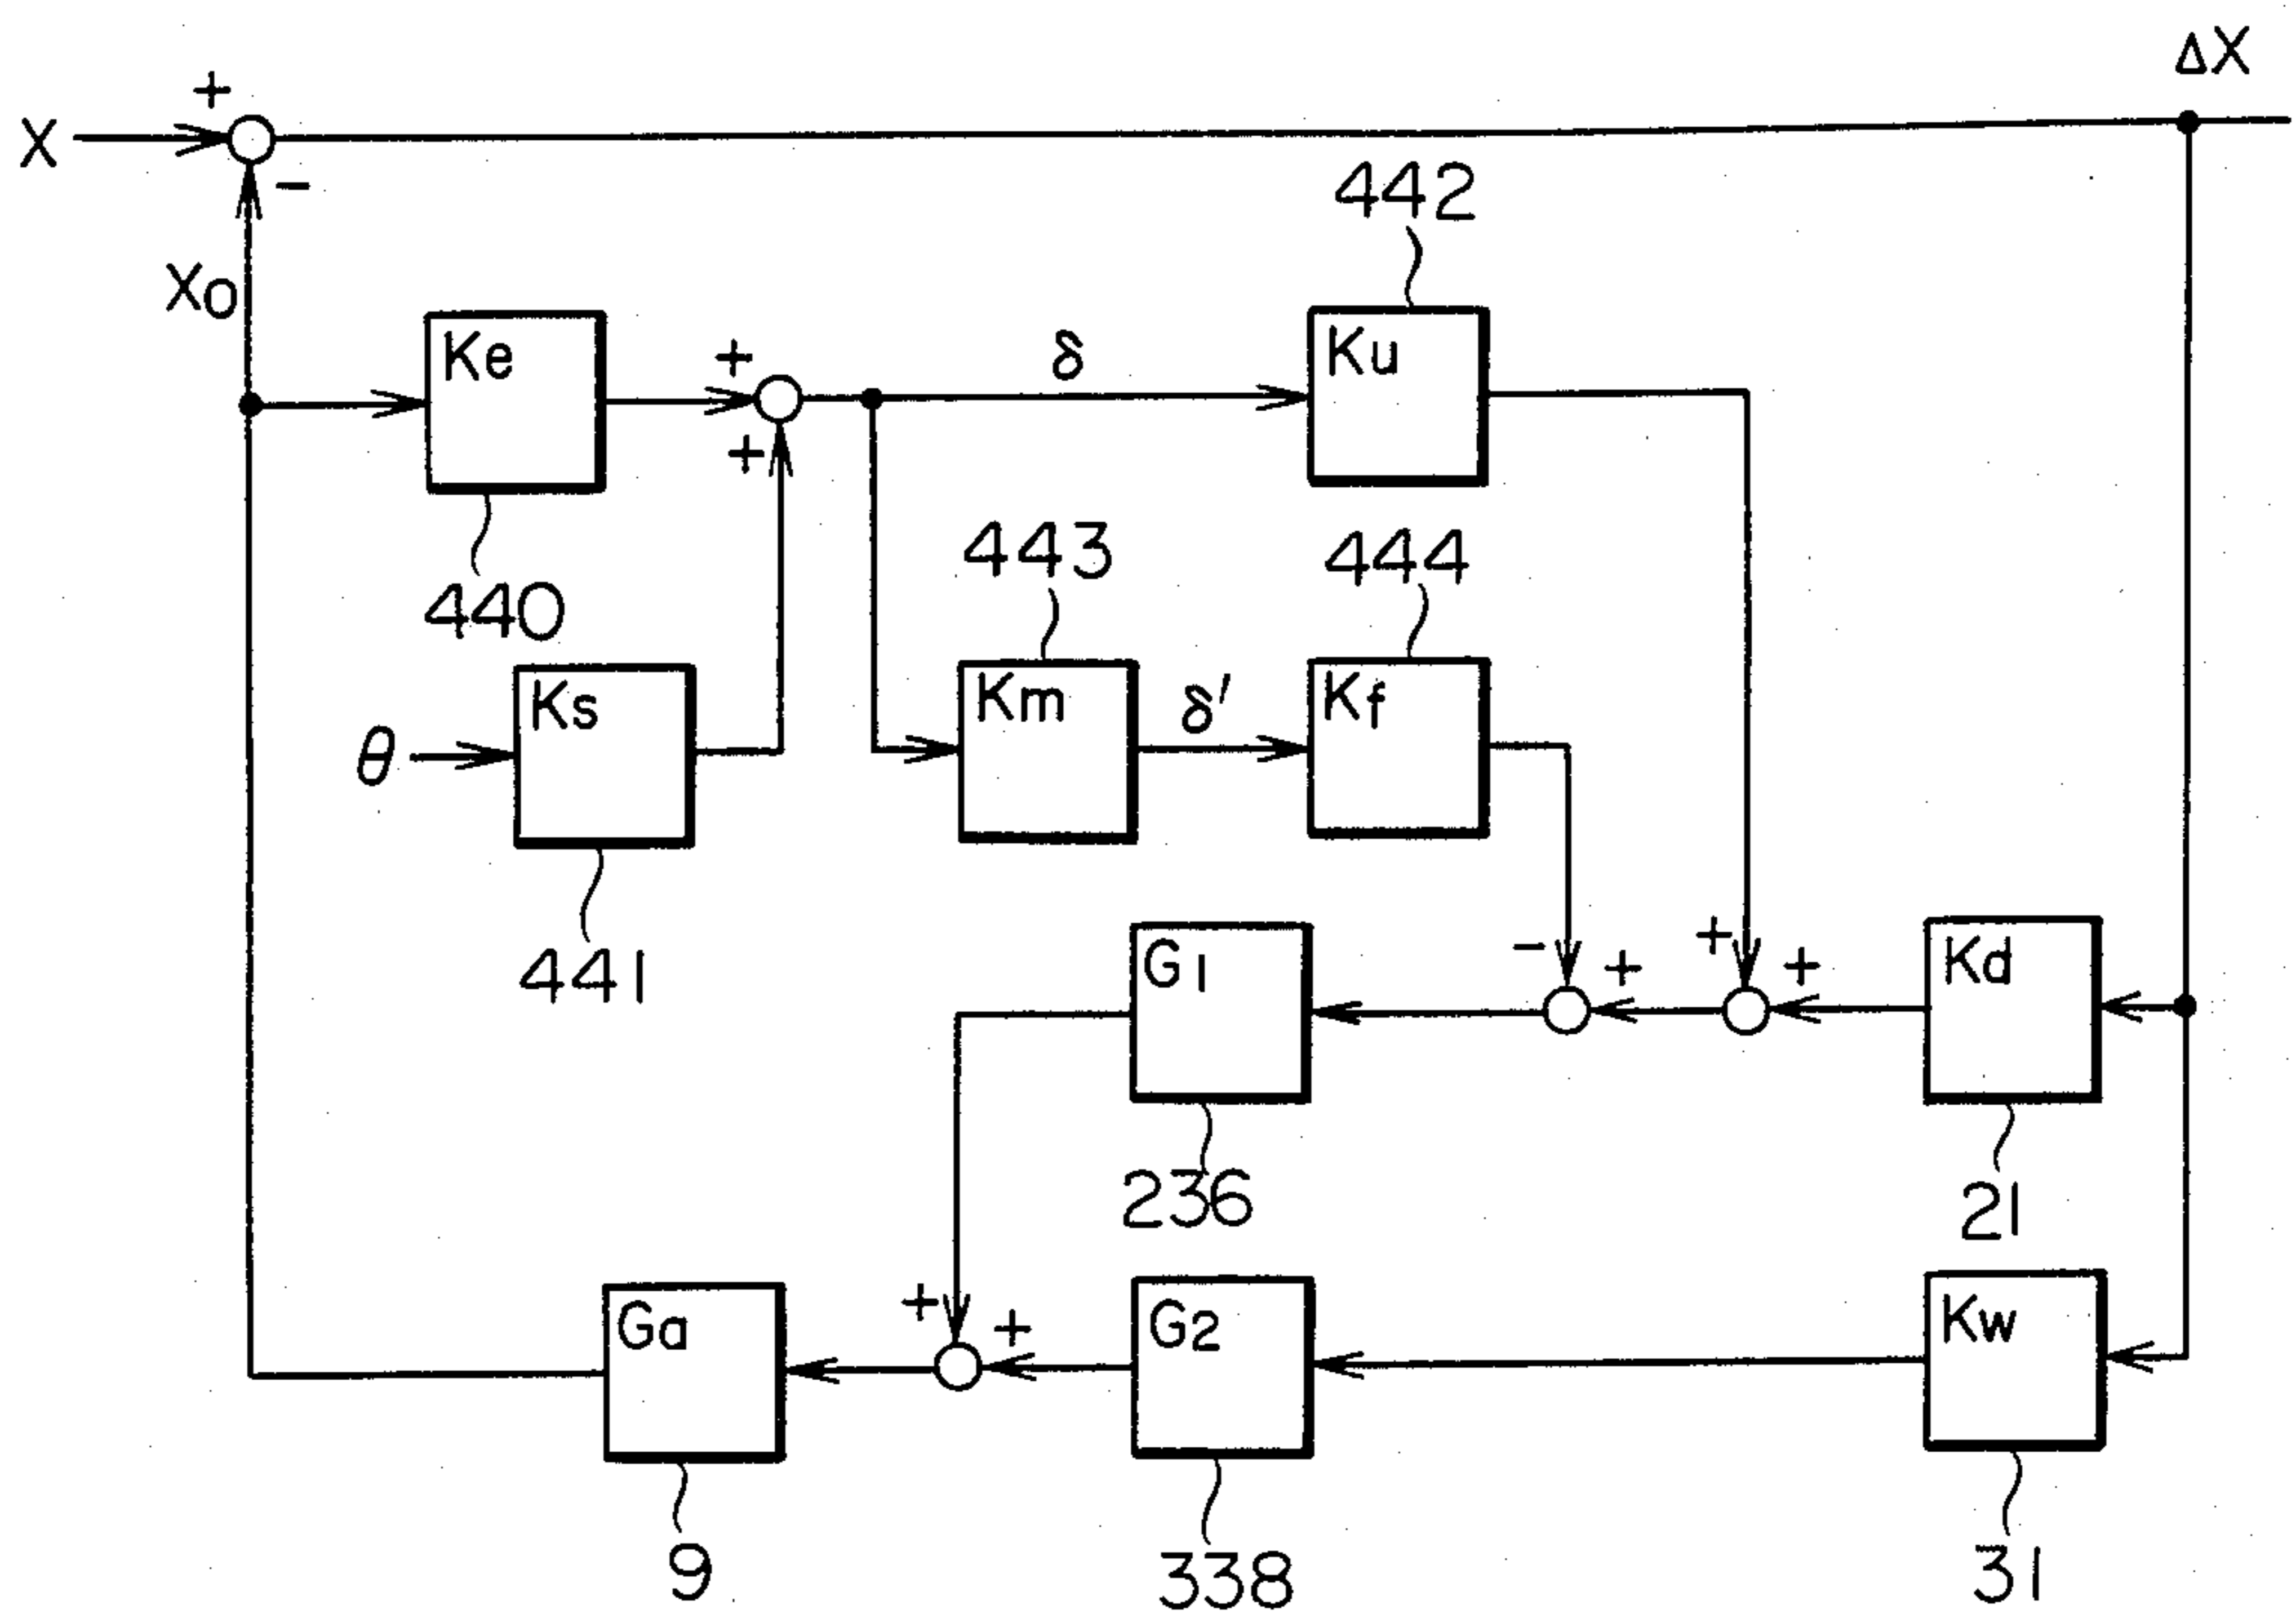 ΔX
+
X
-
442
X0
Ke
+
δ
Ku
+
443
444
440
Ks
Km
δ'
Kf
θ
441
G1
-
+
+
+
Kd
236
21
+
+
Ga
G2
Kw
9
338
31